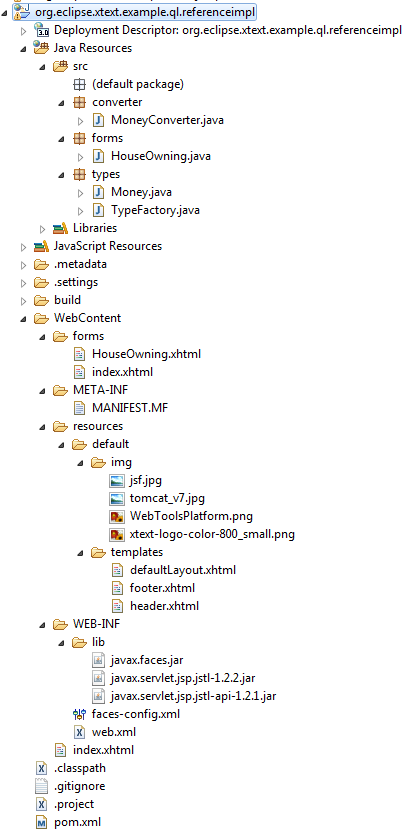 org.eclipse.xtext.example.ql.referenceimpl
Deployment Descriptor: org.eclipse.xtext.example.ql.referenceimpl
Java Resources
src
(default package)
converter
MoneyConverter.java
forms
HouseOwning.java
types
Money.java
TypeFactory.java
Libraries
JavaScript Resources
.metadata
.settings
build
WebContent
forms
HouseOwning.xhtml
index.xhtml
META-INF
MANIFEST.MF
resources
default
img
jsf.jpg
tomcat_v7.jpg
WebToolsPlatform.png
xtext-logo-color-800_small.png
templates
defaultLayout.xhtml
footer.xhtml
header.xhtml
WEB-INF
lib
javax.faces.jar
javax.servlet.jsp.jstl-1.2.2.jar
javax.servlet.jsp.jstl-api-1.2.1.jar
faces-config.xml
web.xml
index.xhtml
.classpath
.gitignore
.project
pom.xml